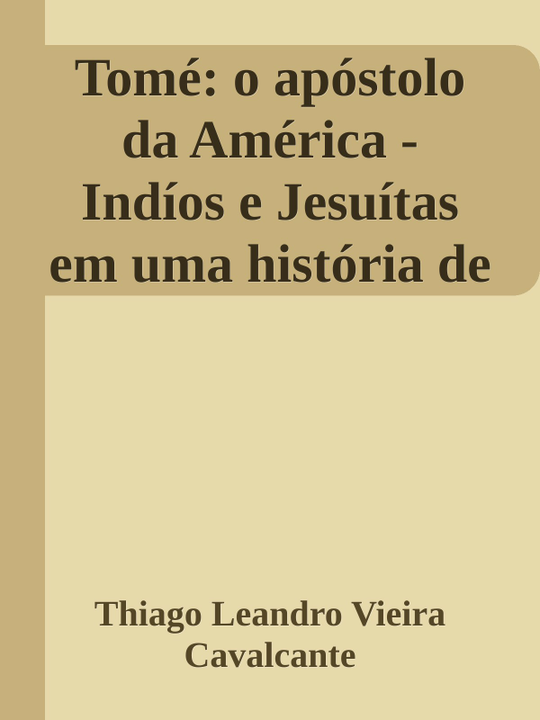 Tomé: o apóstolo
da América -
Indíos e Jesuítas
em uma história de
Thiago Leandro Vieira
Cavalcante